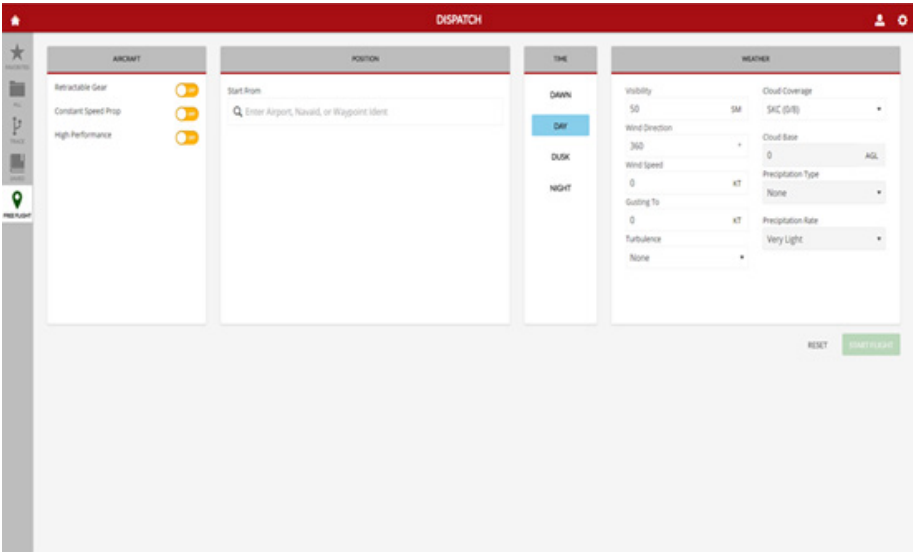 DISPATCH
FAVORITES
ALL
FREE FLIGHT
AIRCRAFT
Retractable Gear
Constant Speed Prop
High Performance
POSITION
Start From
Enter Airport, Navaid, or Waypoint Ident
TIME
DAWN
DAY
DUSK
NIGHT
WEATHER
Visibility
50 SM
Wind Direction
360 °
Wind Speed
0 KT
Gusting To
0 KT
Turbulence
None
Cloud Coverage
SKC (0/8)
Cloud Base
0 AGL
Precipitation Type
None
Precipitation Rate
Very Light
RESET
START FLIGHT